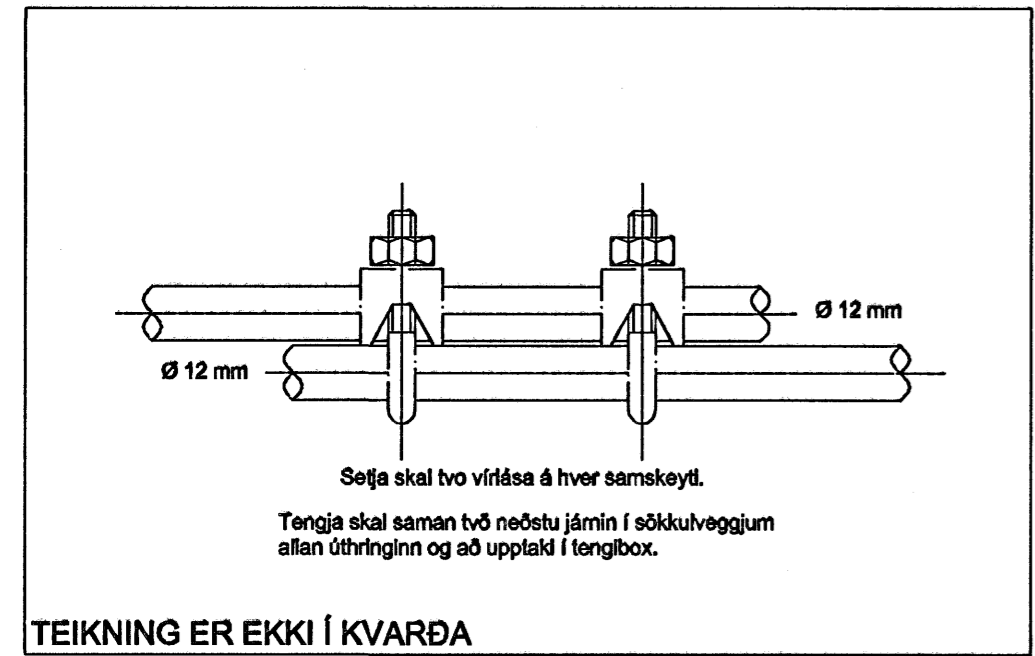 Ø 12 mm
Ø 12 mm
Setja skal tvo vírlása á hver samskeyti.
Tengja skal saman tvö neðstu járnin í sökkulveggjum
allan úthringinn og að upptaki í tengibox.
TEIKNING ER EKKI Í KVARÐA